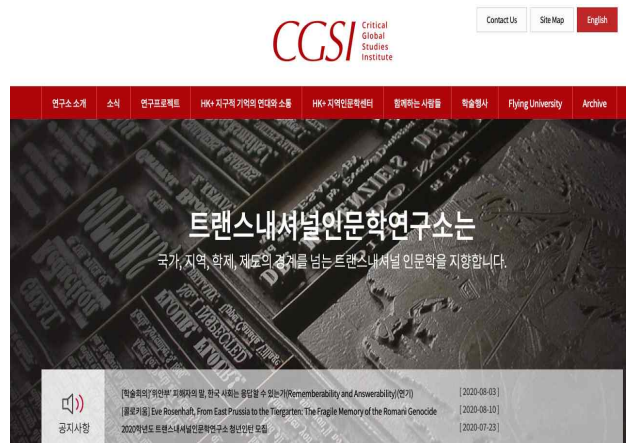 CGSI
Critical
Global
Studies
Institute
Contact Us
Site Map
English
연구소 소개
소식
연구프로젝트
HK+ 지구적 기억의 연대와 소통
HK+ 지역인문학센터
함께하는 사람들
학술행사
Flying University
Archive
트랜스내셔널인문학연구소는
국가, 지역, 학제, 제도의 경계를 넘는 트랜스내셔널 인문학을 지향합니다.
공지사항
[학술회의]'위안부' 피해자의 말, 한국 사회는 응답할 수 있는가(Rememberability and Answerability)(연기)
[2020-08-03]
[콜로키움] Eve Rosenhaft, From East Prussia to the Tiergarten: The Fragile Memory of the Romani Genocide
[2020-08-10]
2020학년도 트랜스내셔널인문학연구소 청년인턴 모집
[2020-07-23]